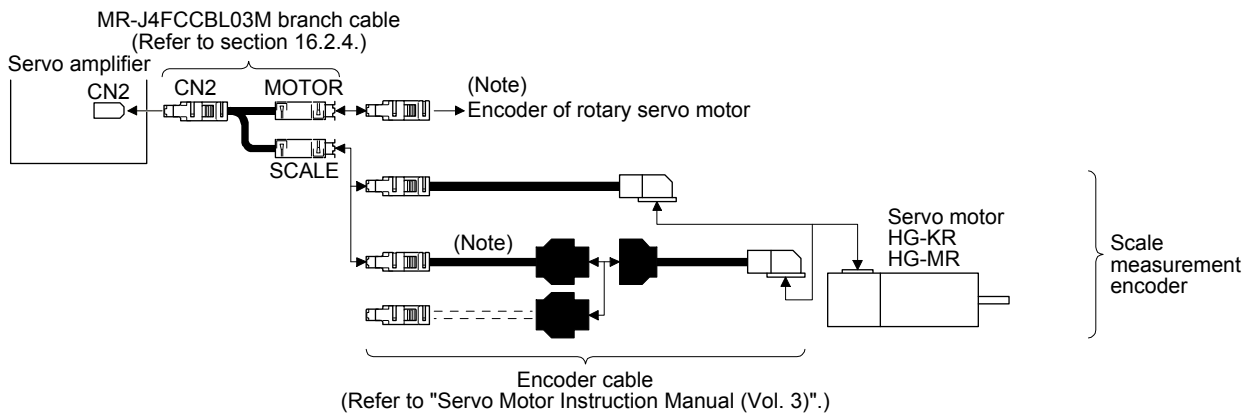 MR-J4FCCBL03M branch cable
(Refer to section 16.2.4.)
Servo amplifier
CN2
CN2
MOTOR
(Note)
Encoder of rotary servo motor
SCALE
(Note)
Servo motor
HG-KR
HG-MR
Scale
measurement
encoder
Encoder cable
(Refer to "Servo Motor Instruction Manual (Vol. 3)".)